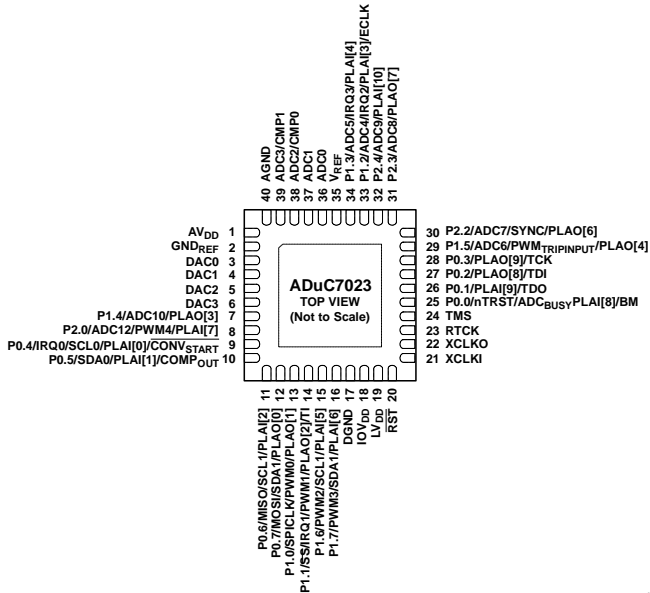 40 AGND
39 ADC3/CMP1
38 ADC2/CMP0
37 ADC1
36 ADC0
35 VREF
34 P1.3/ADC5/IRQ3/PLAI[4]
33 P1.2/ADC4/IRQ2/PLAI[3]/ECLK
32 P2.4/ADC9/PLAI[10]
31 P2.3/ADC8/PLAO[7]
AVDD 1
GNDREF 2
DAC0 3
DAC1 4
DAC2 5
DAC3 6
P1.4/ADC10/PLAO[3] 7
P2.0/ADC12/PWM4/PLAI[7] 8
P0.4/IRQ0/SCL0/PLAI[0]/CONVSTART 9
P0.5/SDA0/PLAI[1]/COMPOUT 10
ADuC7023
TOP VIEW
(Not to Scale)
30 P2.2/ADC7/SYNC/PLAO[6]
29 P1.5/ADC6/PWMTRIPINPUT/PLAO[4]
28 P0.3/PLAO[9]/TCK
27 P0.2/PLAO[8]/TDI
26 P0.1/PLAI[9]/TDO
25 P0.0/nTRST/ADCBUSYPLAI[8]/BM
24 TMS
23 RTCK
22 XCLKO
21 XCLKI
P0.6/MISO/SCL1/PLAI[2] 11
P0.7/MOSI/SDA1/PLAO[0] 12
P1.0/SPICLK/PWM0/PLAO[1] 13
P1.1/SS/IRQ1/PWM1/PLAO[2]/TI 14
P1.6/PWM2/SCL1/PLAI[5] 15
P1.7/PWM3/SDA1/PLAI[6] 16
DGND 17
IOVDD 18
LVDD 19
RST 20